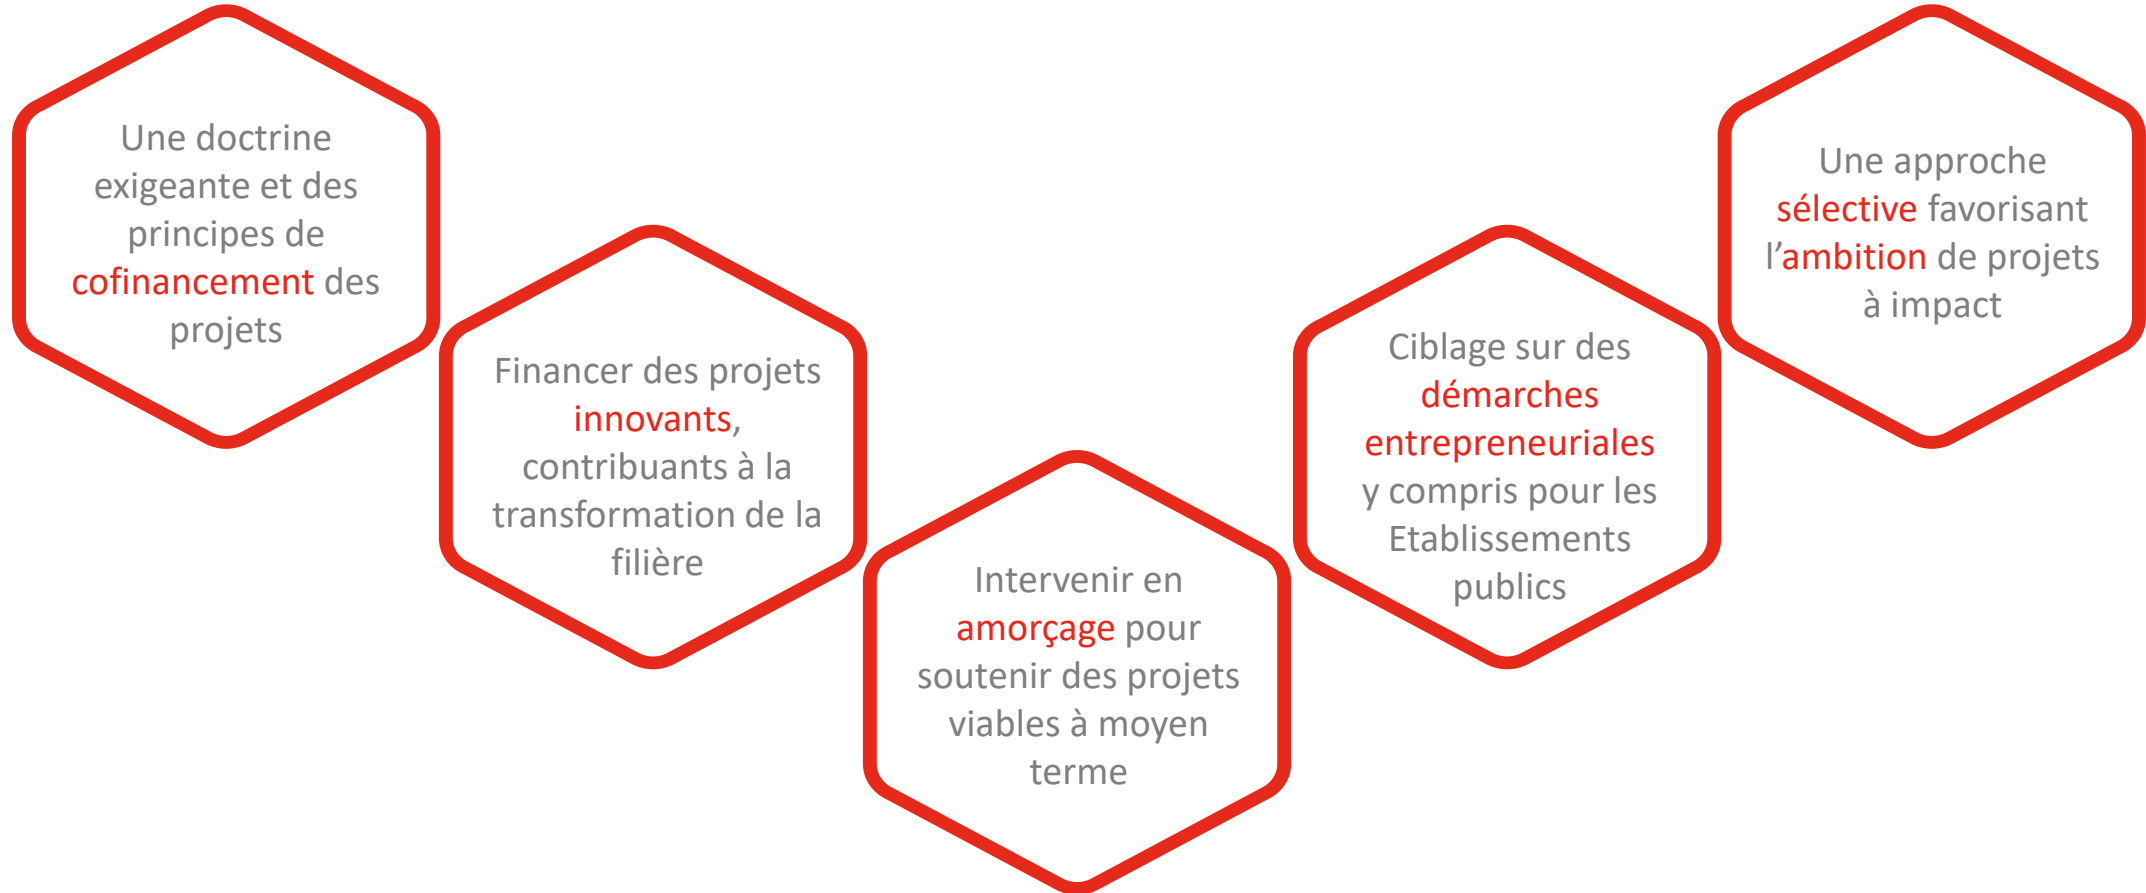 Une doctrine
exigeante et des
principes de
cofinancement des
projets
Financer des projets
innovants,
contribuants à la
transformation de la
filière
Intervenir en
amorçage pour
soutenir des projets
viables à moyen
terme
Ciblage sur des
démarches
entrepreneuriales
y compris pour les
Etablissements
publics
Une approche
sélective favorisant
l’ambition de projets
à impact